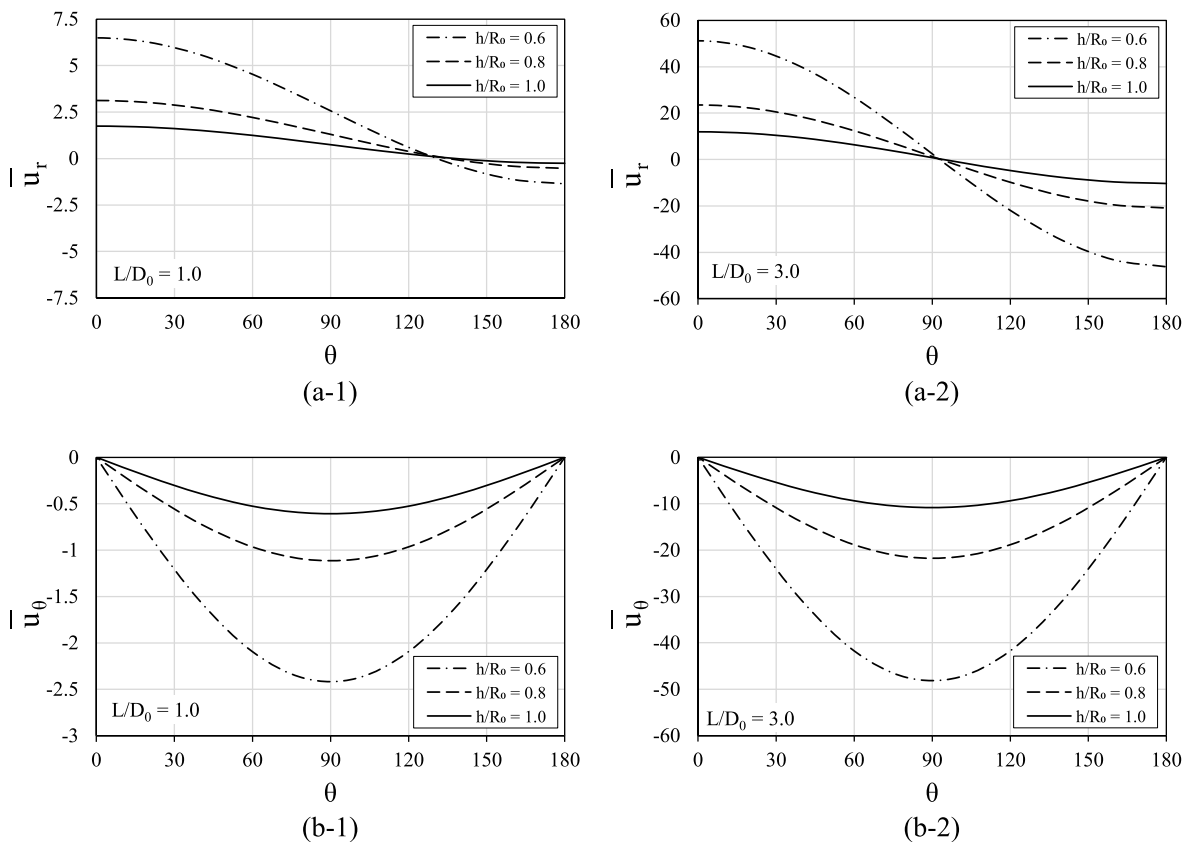 7.5
5
2.5
0
-2.5
-5
-7.5
u̅r
h/R₀ = 0.6
h/R₀ = 0.8
h/R₀ = 1.0
L/D₀ = 1.0
0 30 60 90 120 150 180
θ
(a-1)
60
40
20
0
-20
-40
-60
u̅r
h/R₀ = 0.6
h/R₀ = 0.8
h/R₀ = 1.0
L/D₀ = 3.0
0 30 60 90 120 150 180
θ
(a-2)
0
-0.5
-1
-1.5
-2
-2.5
-3
u̅θ
h/R₀ = 0.6
h/R₀ = 0.8
h/R₀ = 1.0
L/D₀ = 1.0
0 30 60 90 120 150 180
θ
(b-1)
0
-10
-20
-30
-40
-50
-60
u̅θ
h/R₀ = 0.6
h/R₀ = 0.8
h/R₀ = 1.0
L/D₀ = 3.0
0 30 60 90 120 150 180
θ
(b-2)